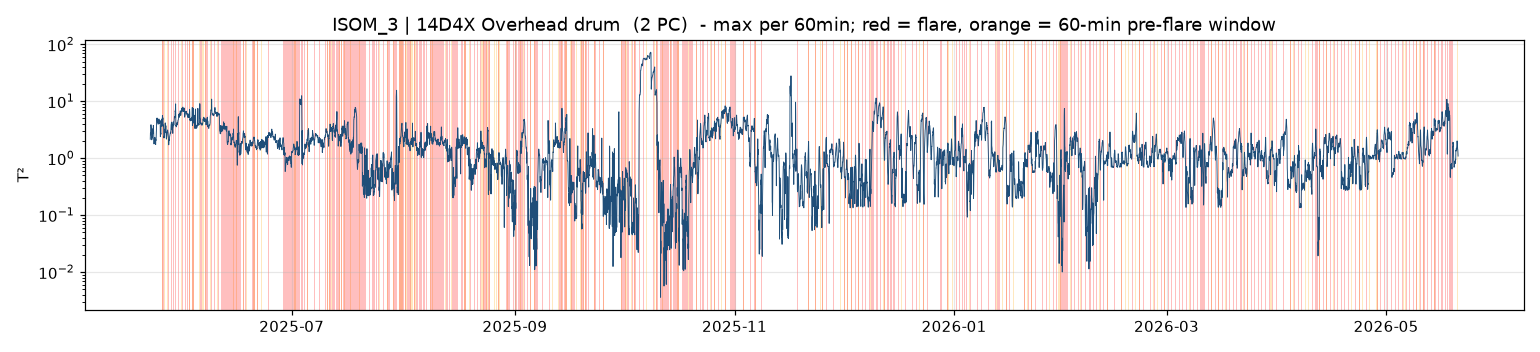 ISOM_3 | 14D4X Overhead drum  (2 PC)  - max per 60min; red = flare, orange = 60-min pre-flare window
10²
10¹
10⁰
10⁻¹
10⁻²
T²
2025-07 2025-09 2025-11 2026-01 2026-03 2026-05